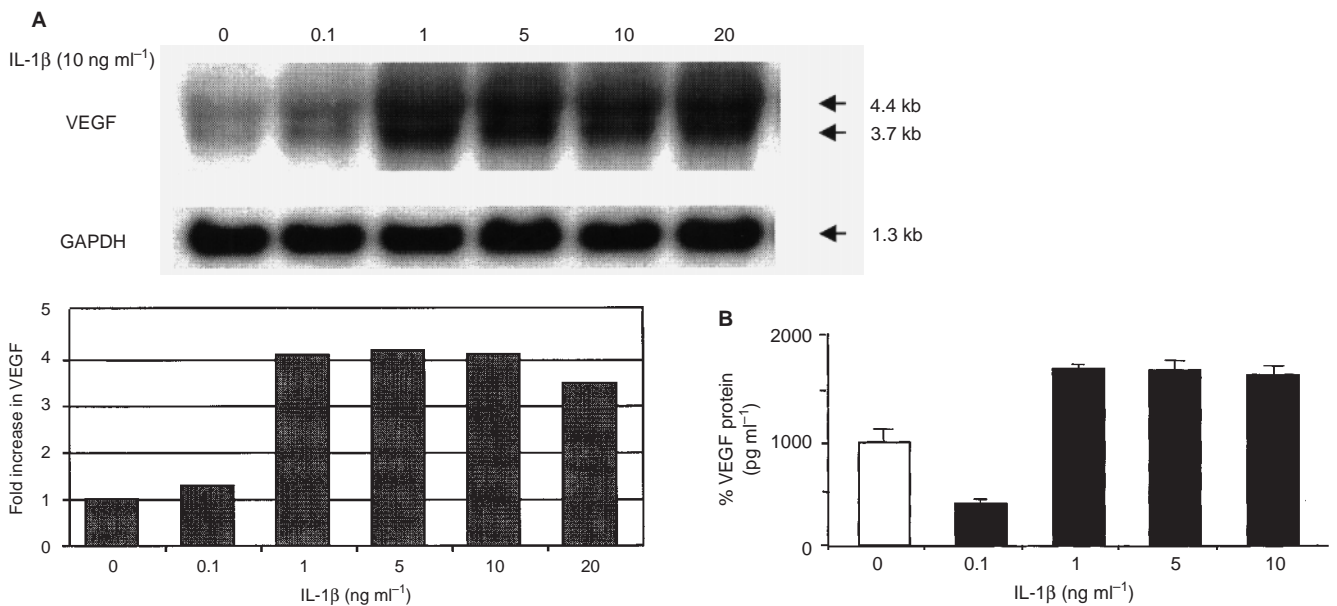 A
0 0.1 1 5 10 20
IL-1β (10 ng ml⁻¹)
VEGF
4.4 kb
3.7 kb
GAPDH
1.3 kb
5
4
3
2
1
0
Fold increase in VEGF
0 0.1 1 5 10 20
IL-1β (ng ml⁻¹)
B
2000
1000
0
% VEGF protein
(pg ml⁻¹)
0 0.1 1 5 10
IL-1β (ng ml⁻¹)